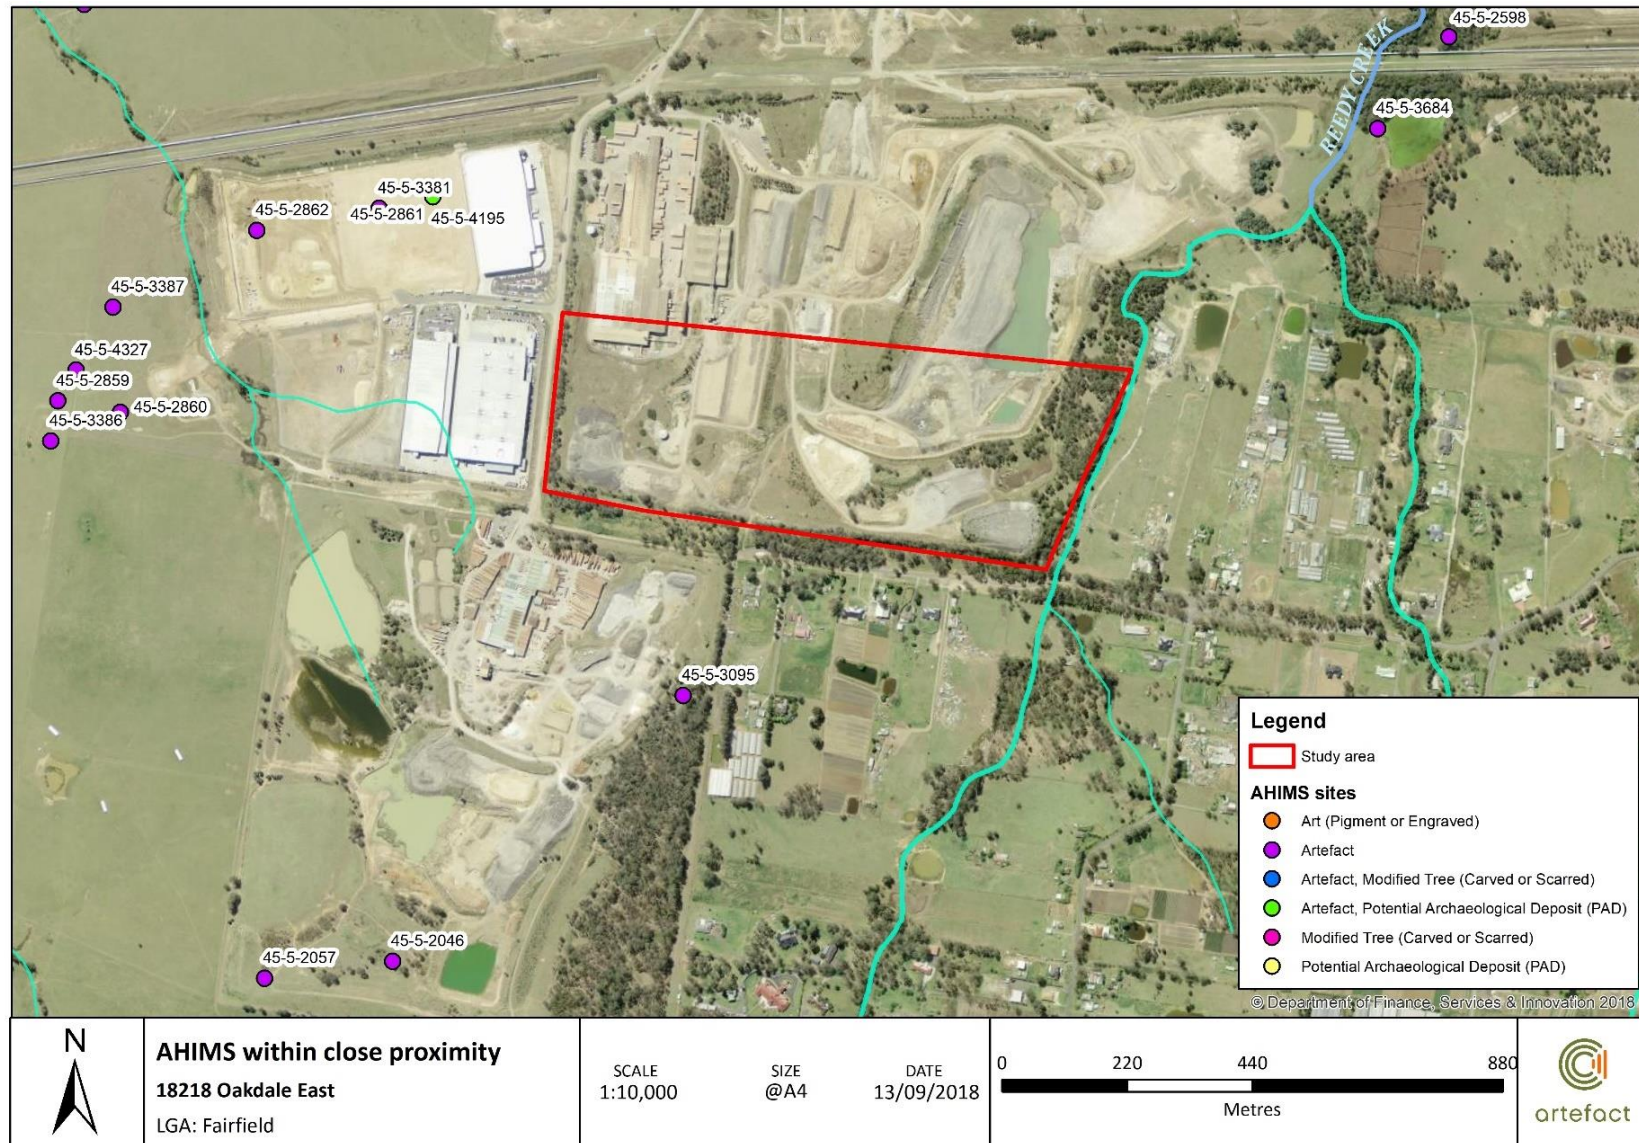 45-5-2598
REEDY CREEK
45-5-3684
45-5-3381
45-5-2862
45-5-2861
45-5-4195
45-5-3387
45-5-4327
45-5-2859
45-5-2860
45-5-3386
45-5-3095
45-5-2046
45-5-2057
Legend
Study area
AHIMS sites
Art (Pigment or Engraved)
Artefact
Artefact, Modified Tree (Carved or Scarred)
Artefact, Potential Archaeological Deposit (PAD)
Modified Tree (Carved or Scarred)
Potential Archaeological Deposit (PAD)
© Department of Finance, Services & Innovation 2018
N
AHIMS within close proximity
18218 Oakdale East
LGA: Fairfield
SCALE
1:10,000
SIZE
@A4
DATE
13/09/2018
0 220 440 880
Metres
artefact